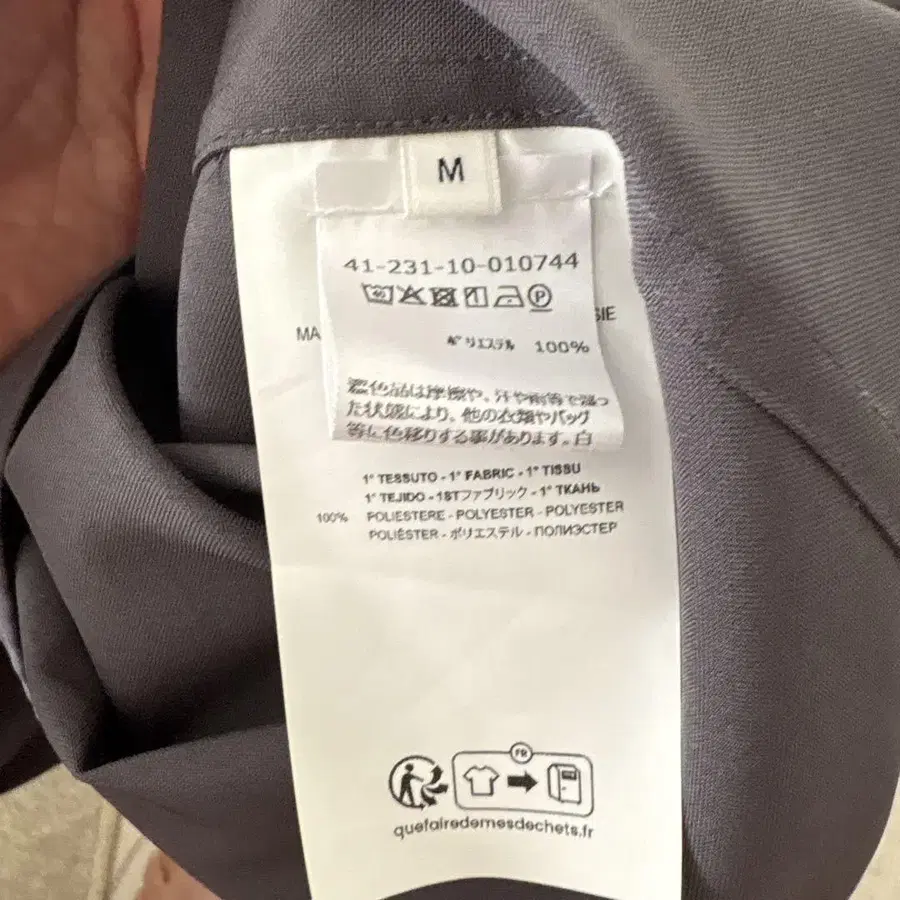 M
41-231-10-010744
40
P
MA
SIE
ポリエステル 100%
着色品は摩擦や、汗や雨等で湿っ
た状態により、他の衣類やバッグ
等に色移りする事があります。白
1° TESSUTO - 1° FABRIC - 1° TISSU
1° TEJIDO - 1STファブリック - 1° ТКАНЬ
100% POLIESTERE - POLYESTER - POLYESTER
POLIÉSTER - ポリエステル - ПОЛИЭСТЕР
FR
quefairedemesdechets.fr